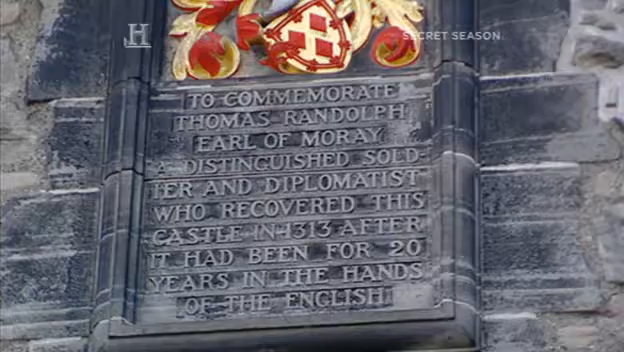 H
SECRET SEASON
TO COMMEMORATE
THOMAS RANDOLPH
EARL OF MORAY
A DISTINGUISHED SOLD-
IER AND DIPLOMATIST
WHO RECOVERED THIS
CASTLE IN 1313 AFTER
IT HAD BEEN FOR 20
YEARS IN THE HANDS
OF THE ENGLISH